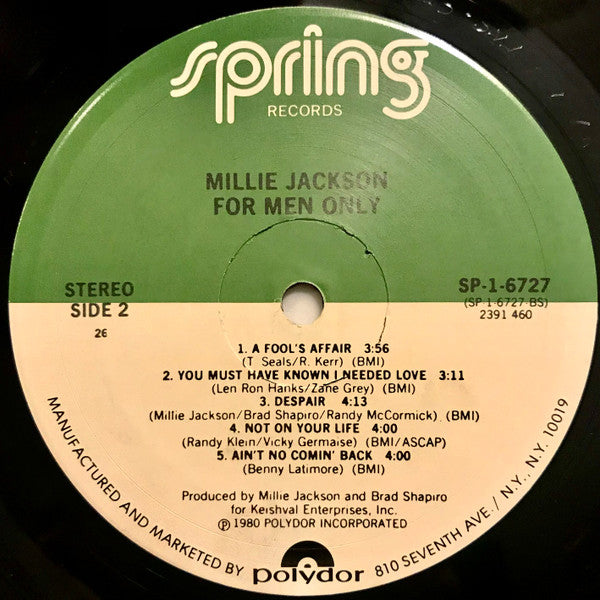 spring
RECORDS
MILLIE JACKSON
FOR MEN ONLY
STEREO
SIDE 2
26
SP-1-6727
(SP-1-6727-BS)
2391 460
1. A FOOL'S AFFAIR 3:56
(T. Seals/R. Kerr) (BMI)
2. YOU MUST HAVE KNOWN I NEEDED LOVE 3:11
(Len Ron Hanks/Zane Grey) (BMI)
3. DESPAIR 4:13
(Millie Jackson/Brad Shapiro/Randy McCormick) (BMI)
4. NOT ON YOUR LIFE 4:00
(Randy Klein/Vicky Germaise) (BMI/ASCAP)
5. AIN'T NO COMIN' BACK 4:00
(Benny Latimore) (BMI)
Produced by Millie Jackson and Brad Shapiro
for Keishval Enterprises, Inc.
℗ 1980 POLYDOR INCORPORATED
MANUFACTURED AND MARKETED BY polydor 810 SEVENTH AVE. / N.Y., N.Y. 10019